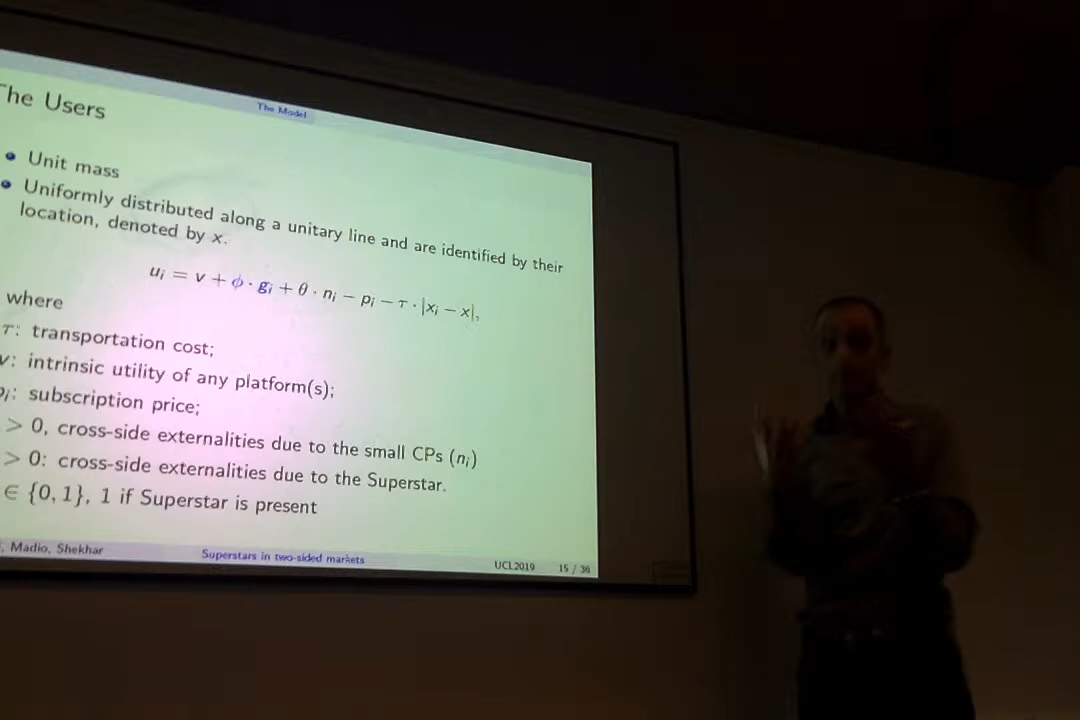 The Model
The Users
Unit mass
Uniformly distributed along a unitary line and are identified by their
location, denoted by x.
u_i = v + ϕ · g_i + θ · n_i − p_i − τ · |x_i − x|,
where
τ: transportation cost;
v: intrinsic utility of any platform(s);
p_i: subscription price;
> 0, cross-side externalities due to the small CPs (n_i)
> 0: cross-side externalities due to the Superstar.
∈ {0, 1}, 1 if Superstar is present
, Madio, Shekhar Superstars in two-sided markets UCL2019 15 / 36